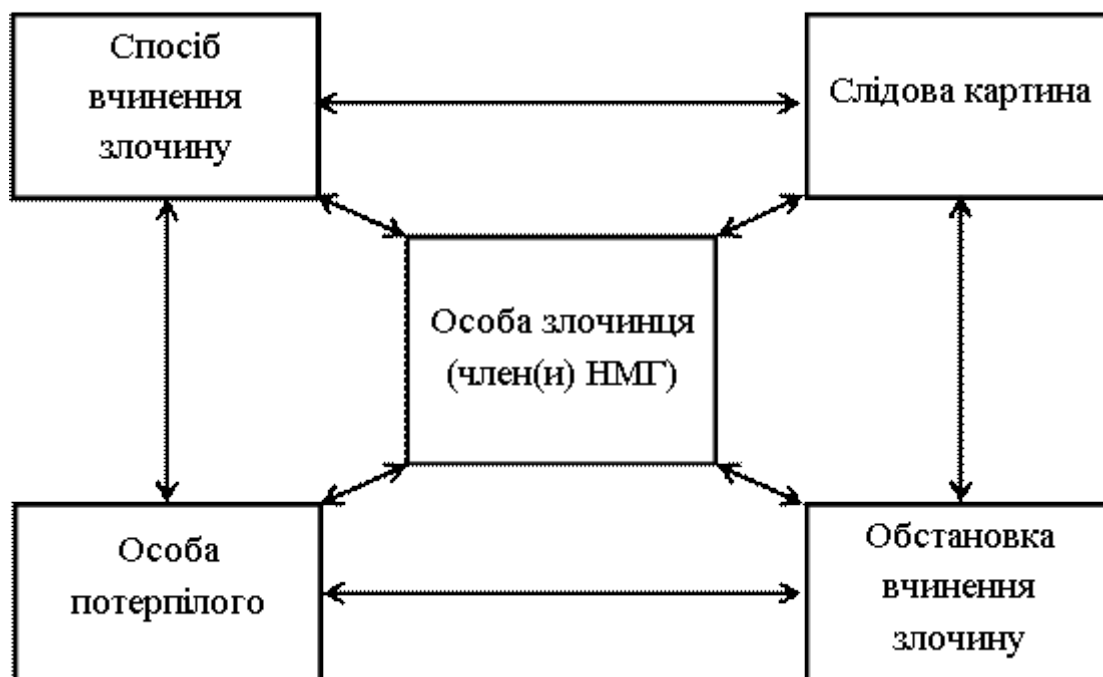 Спосіб
вчинення
злочину
Слідова картина
Особа злочинця
(член(и) НМГ)
Особа
потерпілого
Обстановка
вчинення
злочину